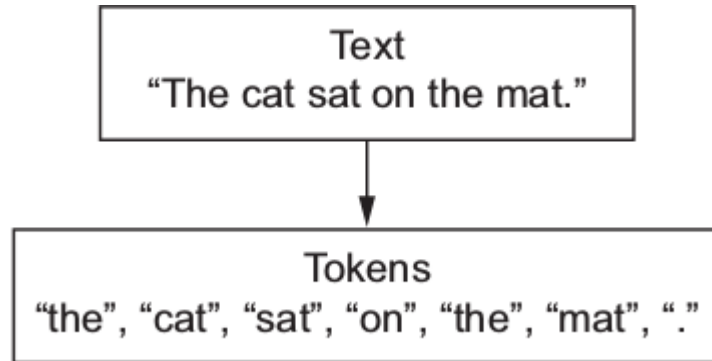 Text
“The cat sat on the mat.”
Tokens
“the”, “cat”, “sat”, “on”, “the”, “mat”, “.”